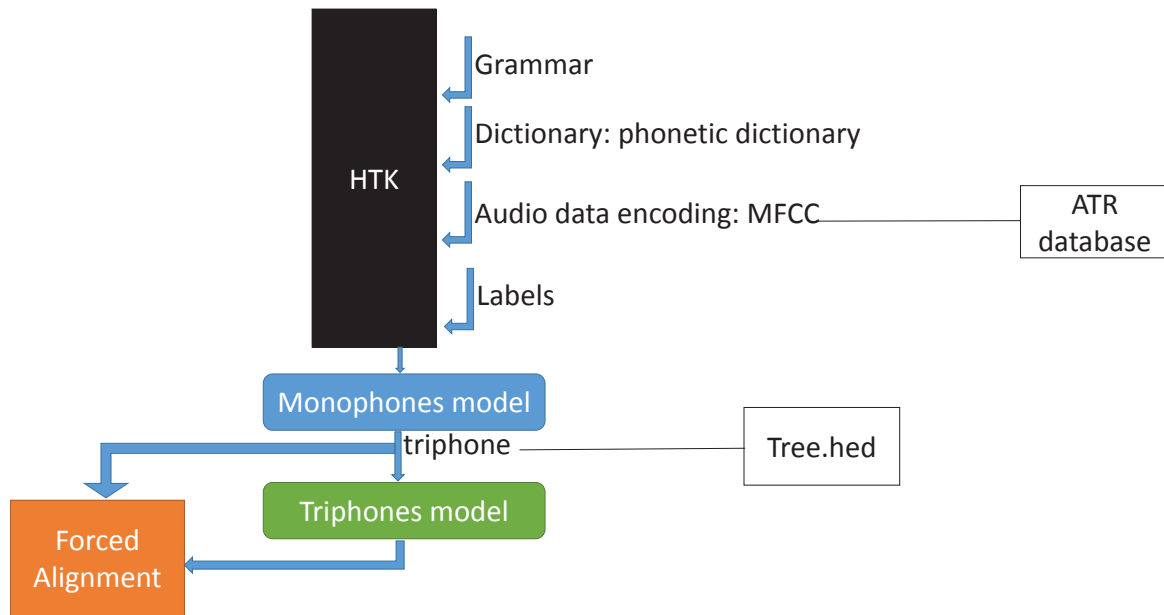 Grammar
Dictionary: phonetic dictionary
HTK
Audio data encoding: MFCC
ATR
database
Labels
Monophones model
triphone
Tree.hed
Triphones model
Forced
Alignment